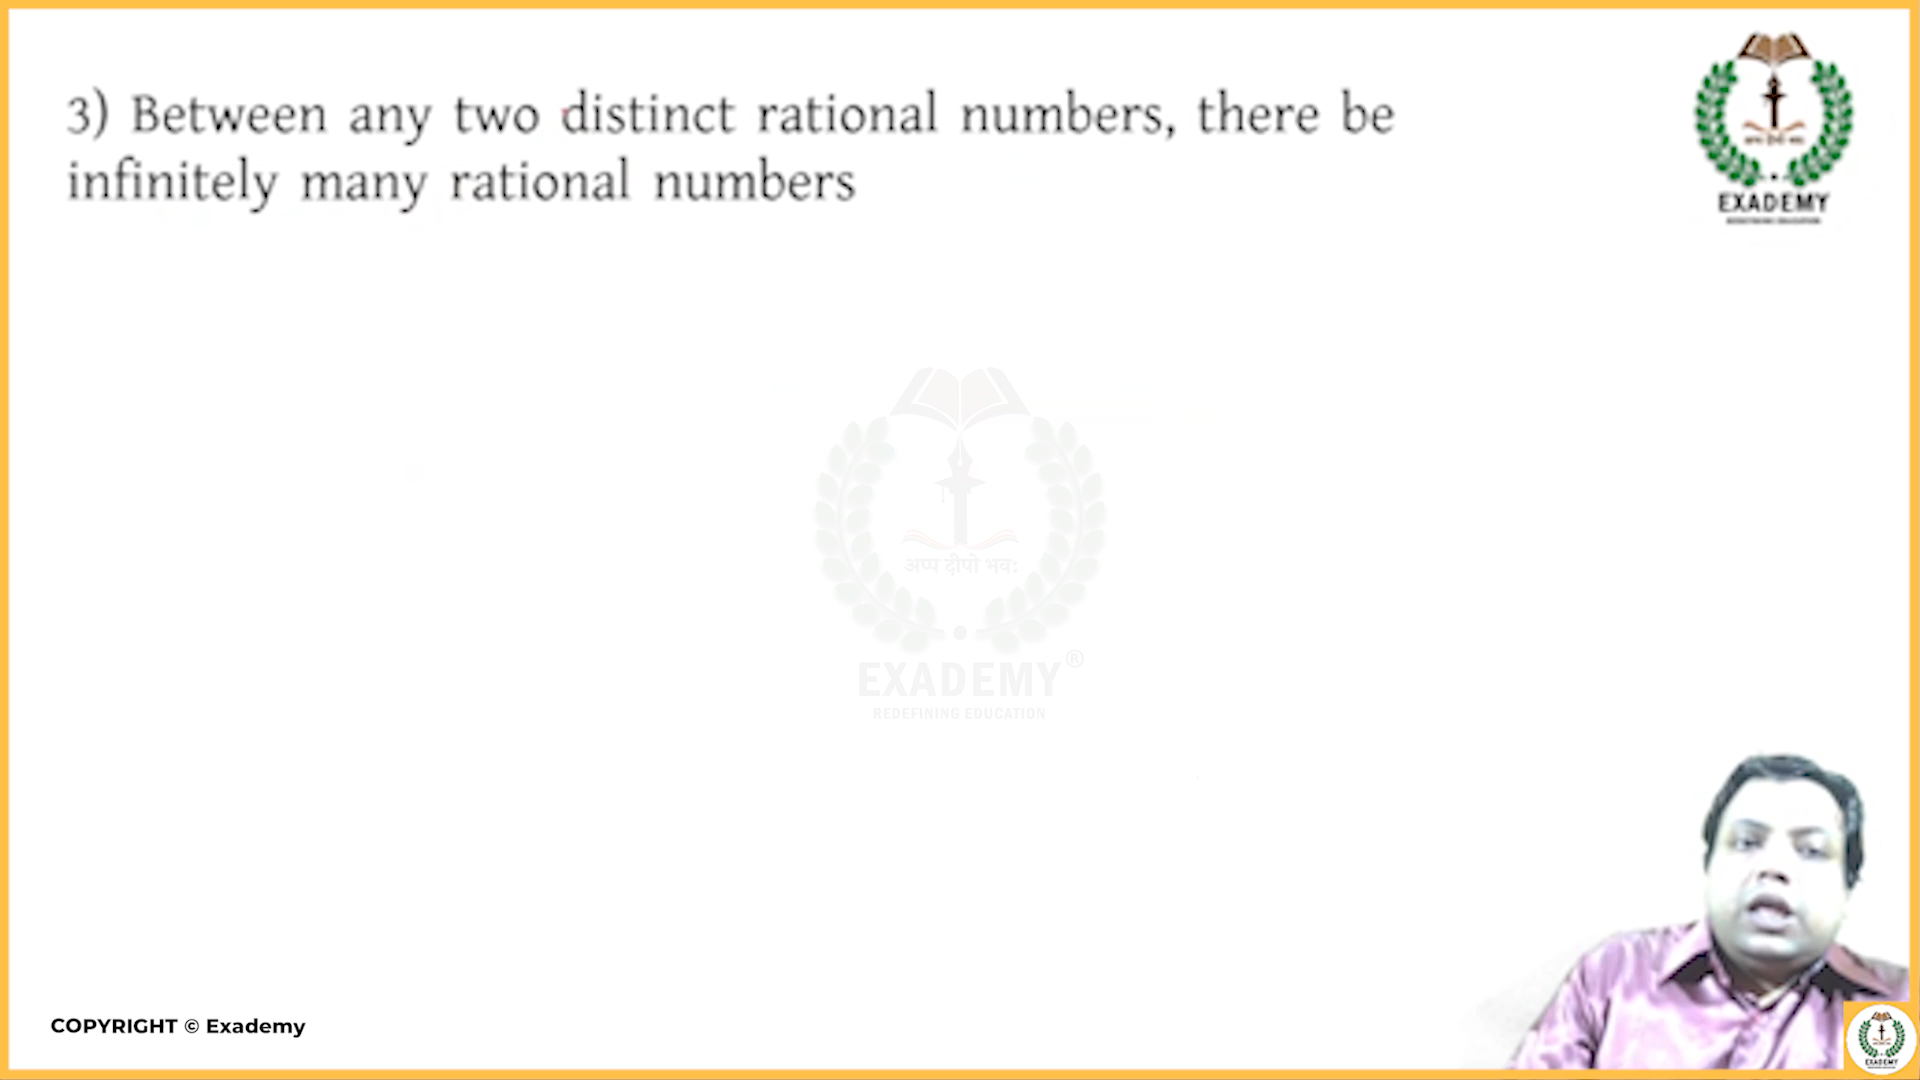 3) Between any two distinct rational numbers, there be
infinitely many rational numbers
EXADEMY
अप्प दीपो भव:
EXADEMY®
REDEFINING EDUCATION
COPYRIGHT © Exademy